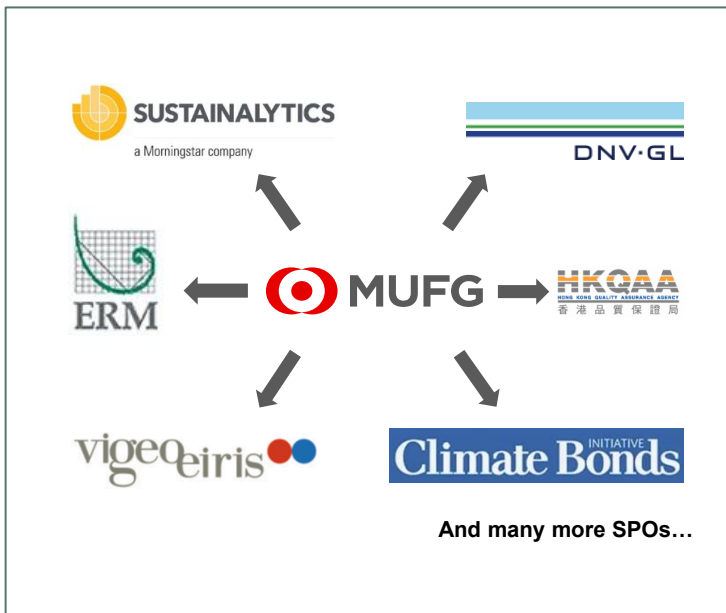 SUSTAINALYTICS
a Morningstar company
DNV·GL
ERM
MUFG
HKQAA
HONG KONG QUALITY ASSURANCE AGENCY
香港品質保證局
vigeoeiris
Climate Bonds
INITIATIVE
And many more SPOs…